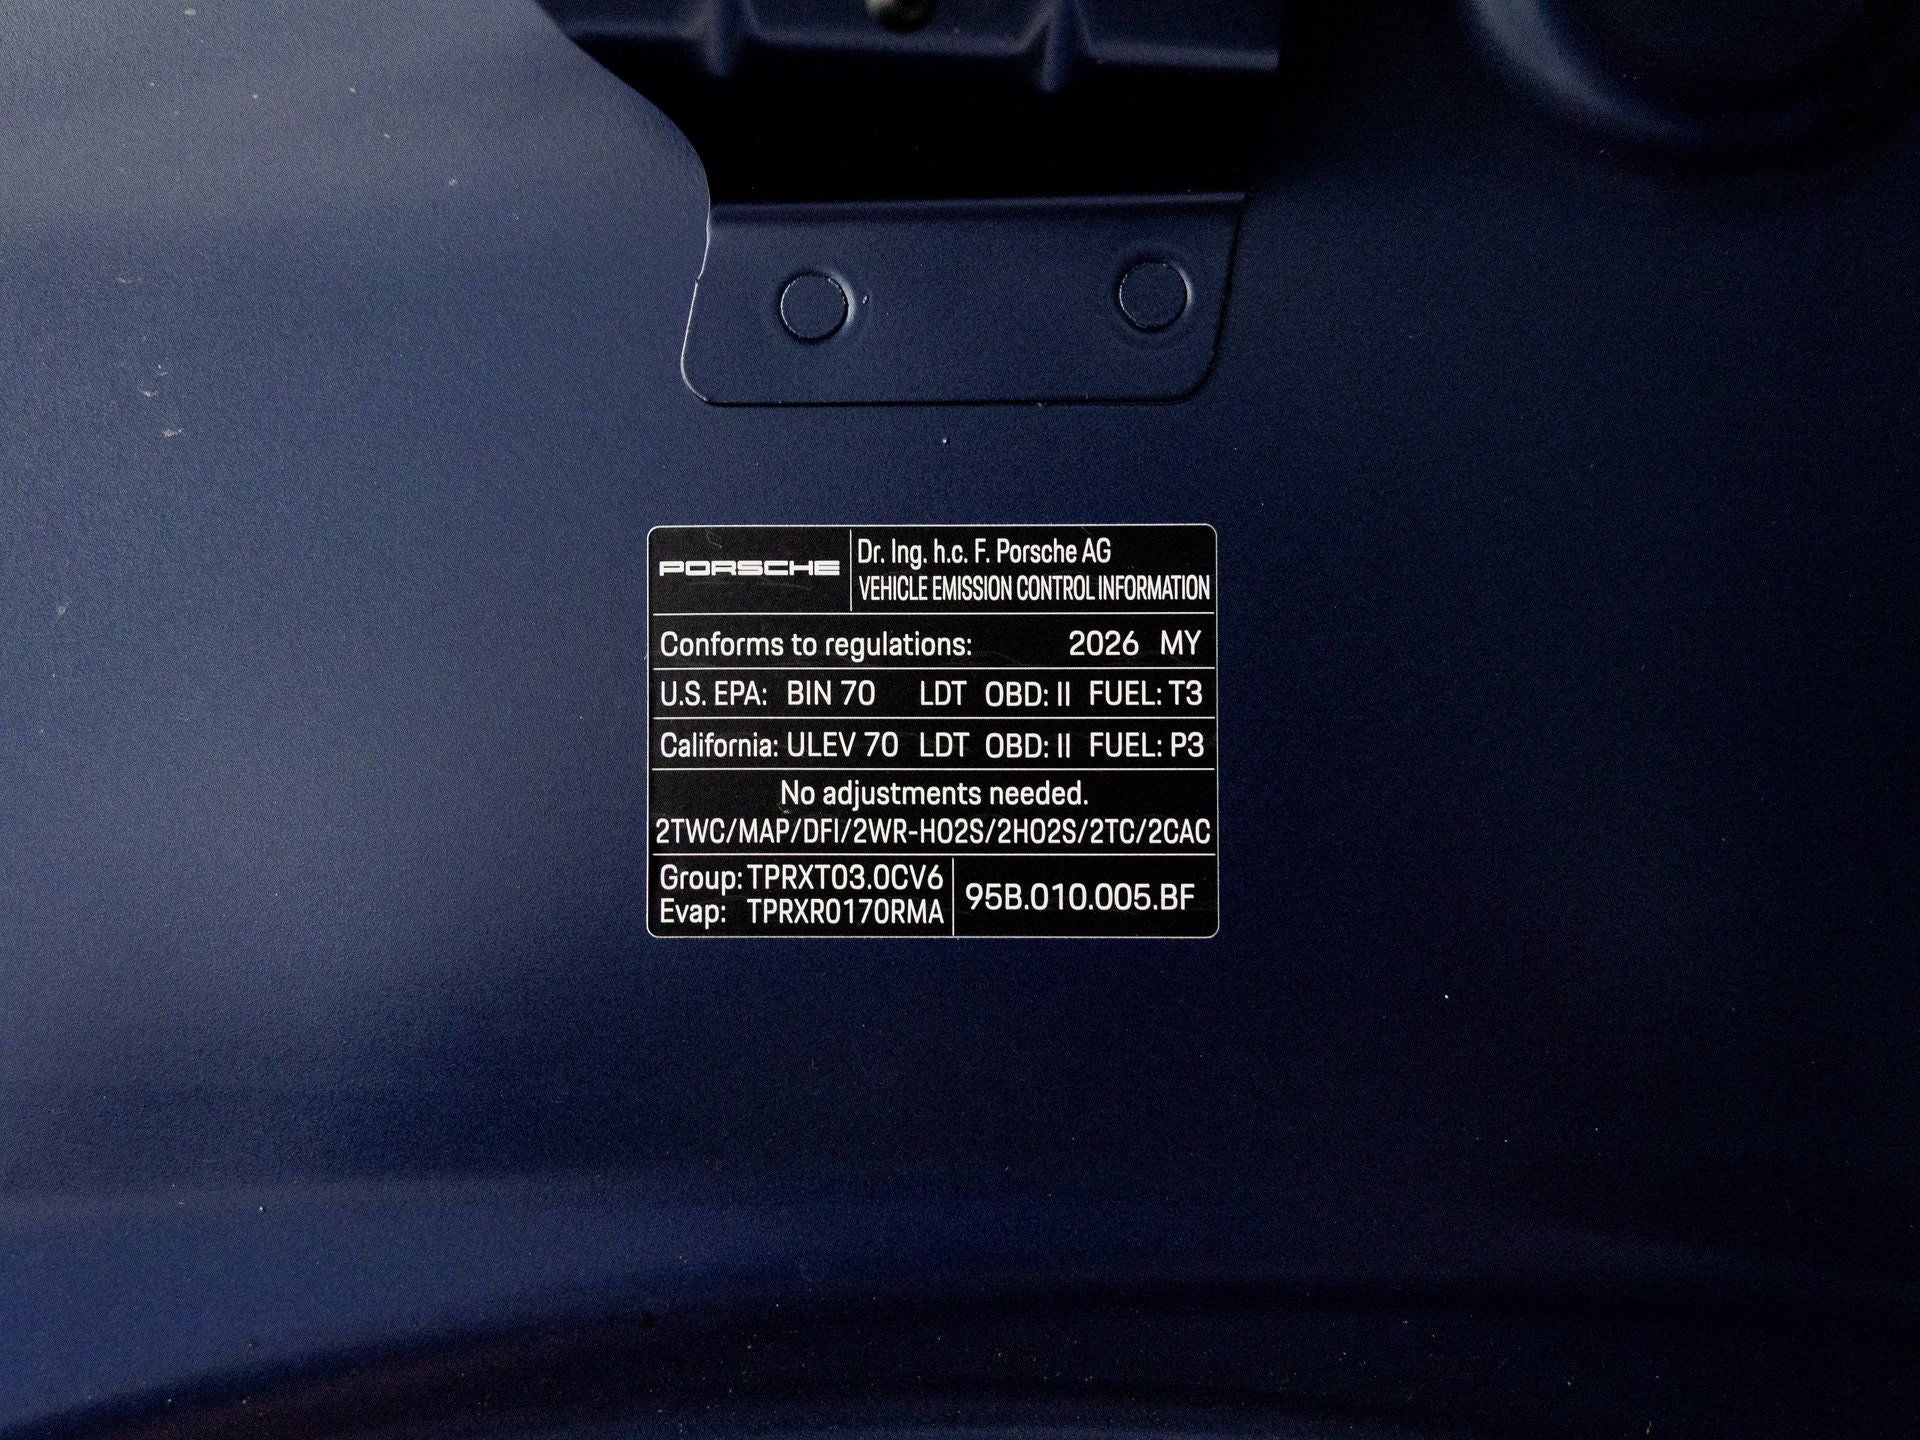 PORSCHE
Dr. Ing. h.c. F. Porsche AG
VEHICLE EMISSION CONTROL INFORMATION
Conforms to regulations: 2026 MY
U.S. EPA: BIN 70 LDT OBD: II FUEL: T3
California: ULEV 70 LDT OBD: II FUEL: P3
No adjustments needed.
2TWC/MAP/DFI/2WR-HO2S/2HO2S/2TC/2CAC
Group: TPRXT03.0CV6
Evap: TPRXR0170RMA
95B.010.005.BF